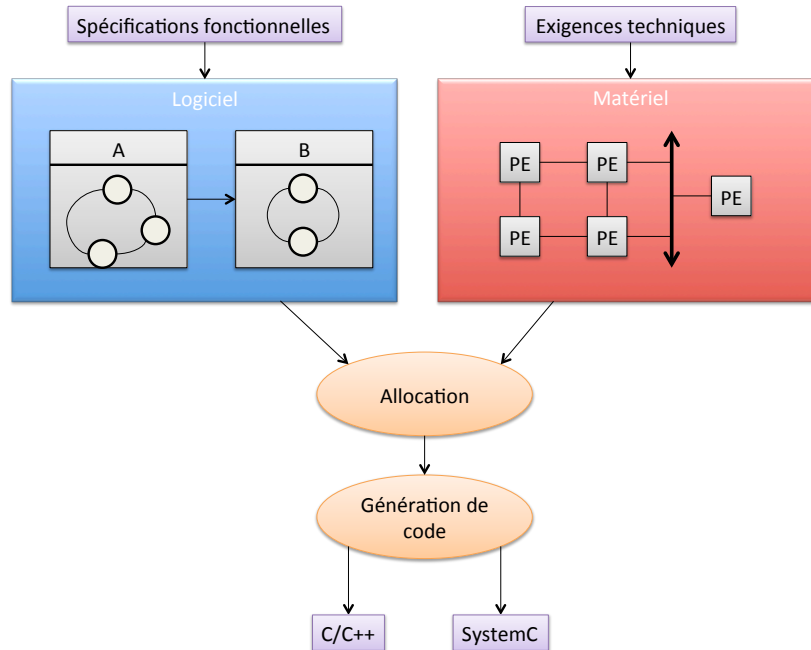 Spécifications fonctionnelles
Exigences techniques
Logiciel
Matériel
A
B
PE
PE
PE
PE
PE
Allocation
Génération de
code
C/C++
SystemC